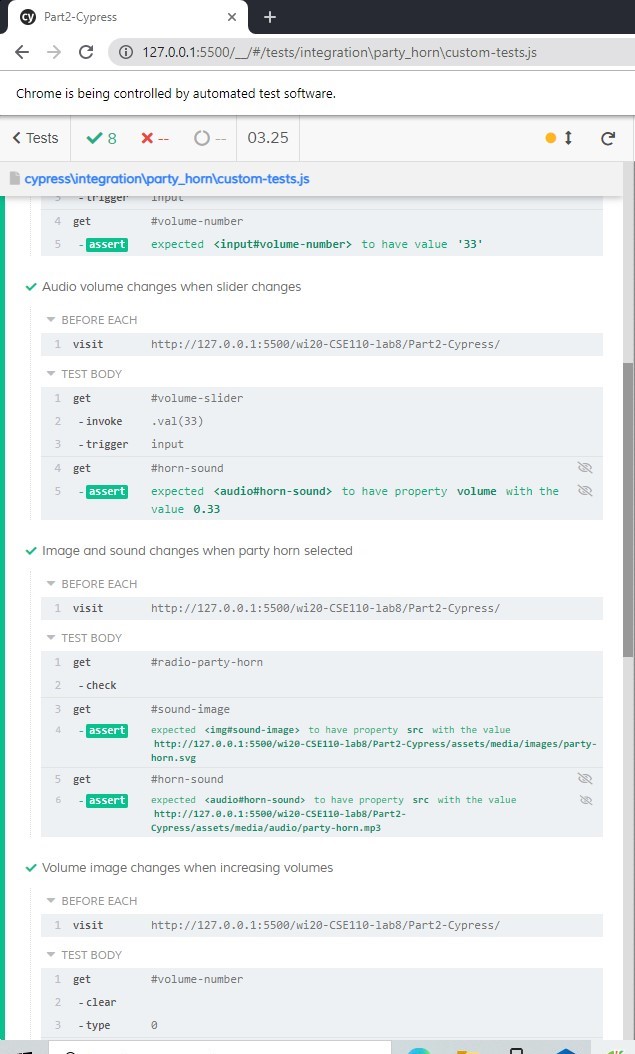 cy Part2-Cypress
127.0.0.1:5500/__/#/tests/integration\party_horn\custom-tests.js
Chrome is being controlled by automated test software.
Tests 8 -- -- 03.25
cypress\integration\party_horn\custom-tests.js
3 - trigger input
4 get #volume-number
5 - assert expected <input#volume-number> to have value '33'
Audio volume changes when slider changes
BEFORE EACH
1 visit http://127.0.0.1:5500/wi20-CSE110-lab8/Part2-Cypress/
TEST BODY
1 get #volume-slider
2 - invoke .val(33)
3 - trigger input
4 get #horn-sound
5 - assert expected <audio#horn-sound> to have property volume with the
value 0.33
Image and sound changes when party horn selected
BEFORE EACH
1 visit http://127.0.0.1:5500/wi20-CSE110-lab8/Part2-Cypress/
TEST BODY
1 get #radio-party-horn
2 - check
3 get #sound-image
4 - assert expected <img#sound-image> to have property src with the value
http://127.0.0.1:5500/wi20-CSE110-lab8/Part2-Cypress/assets/media/images/party-
horn.svg
5 get #horn-sound
6 - assert expected <audio#horn-sound> to have property src with the value
http://127.0.0.1:5500/wi20-CSE110-lab8/Part2-
Cypress/assets/media/audio/party-horn.mp3
Volume image changes when increasing volumes
BEFORE EACH
1 visit http://127.0.0.1:5500/wi20-CSE110-lab8/Part2-Cypress/
TEST BODY
1 get #volume-number
2 - clear
3 - type 0